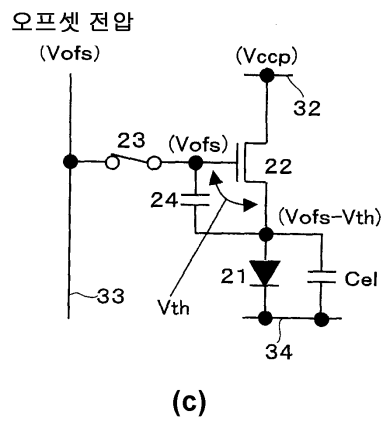 오프셋 전압
(Vofs)
(Vccp)
32
23
(Vofs)
22
24
(Vofs-Vth)
21
Cel
33
Vth
34
(c)